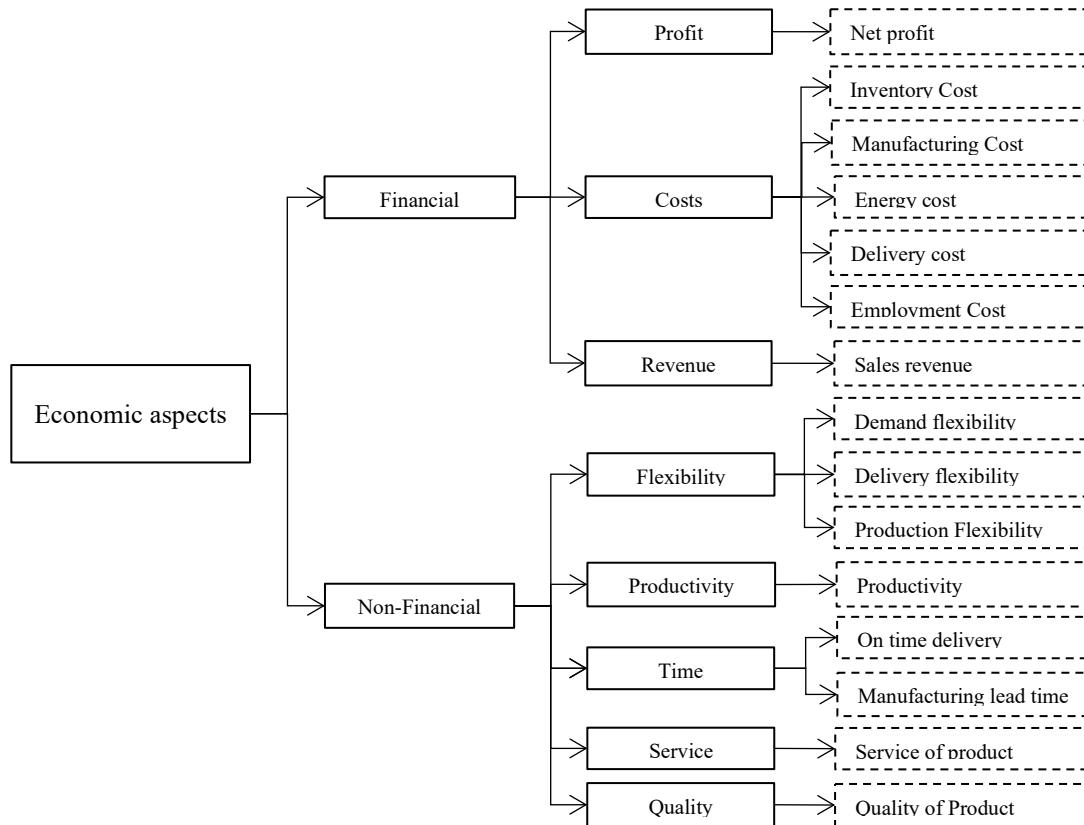 Profit
Net profit
Inventory Cost
Manufacturing Cost
Financial
Costs
Energy cost
Delivery cost
Employment Cost
Revenue
Sales revenue
Economic aspects
Demand flexibility
Flexibility
Delivery flexibility
Production Flexibility
Non-Financial
Productivity
Productivity
On time delivery
Time
Manufacturing lead time
Service
Service of product
Quality
Quality of Product